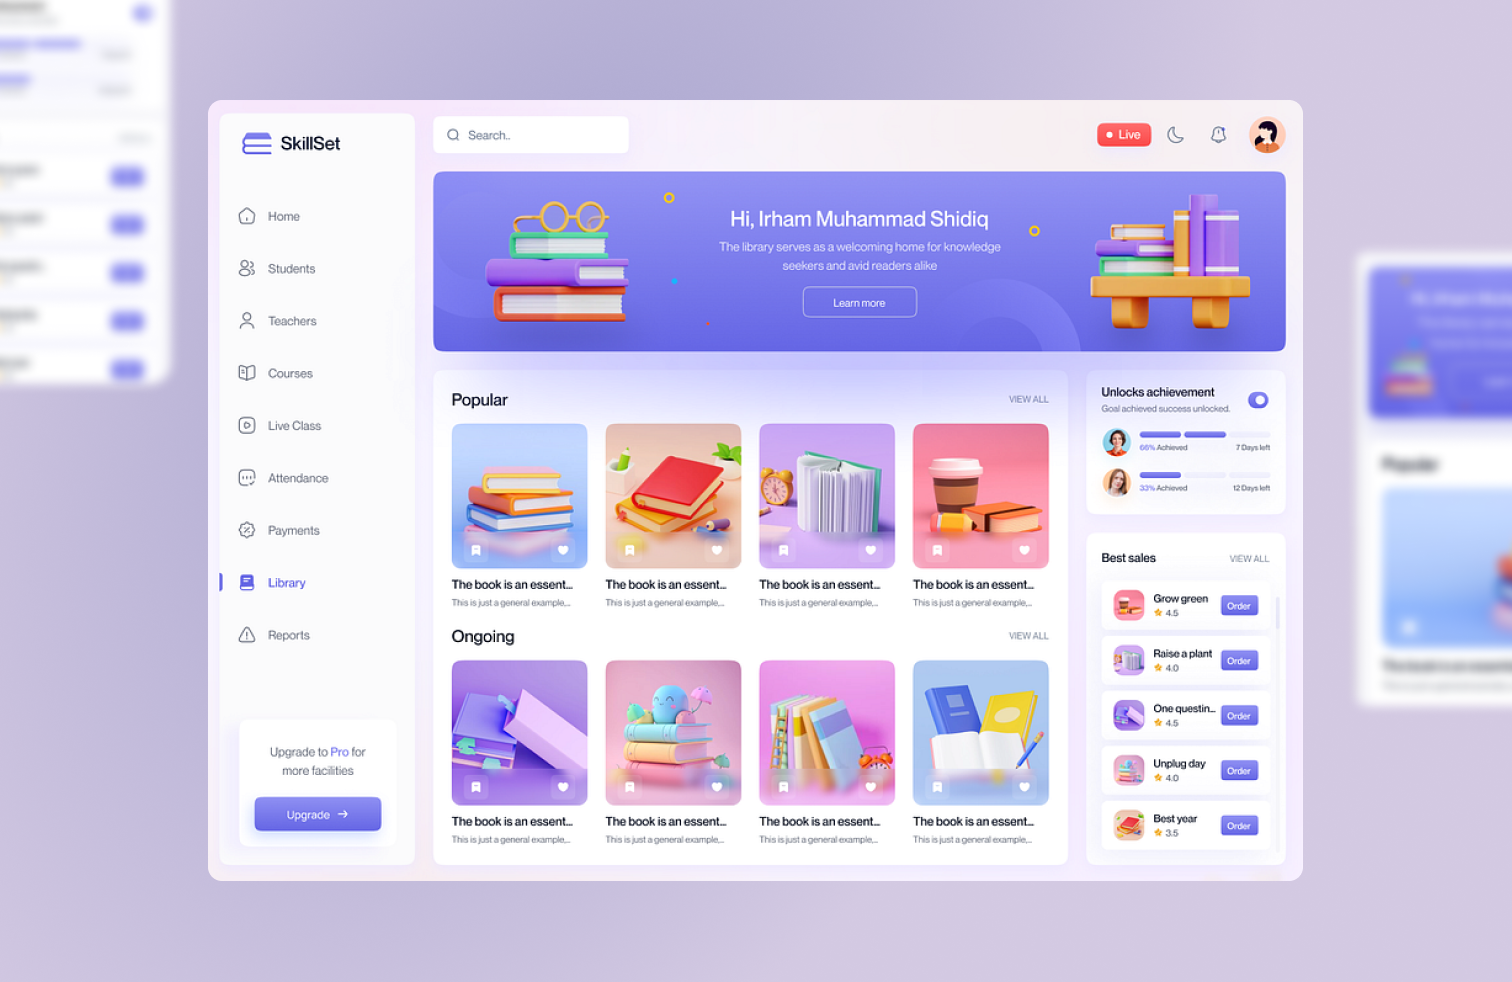 SkillSet
Home
Students
Teachers
Courses
Live Class
Attendance
Payments
Library
Reports
Upgrade to Pro for
more facilities
Upgrade
Search..
Live
Hi, Irham Muhammad Shidiq
The library serves as a welcoming home for knowledge
seekers and avid readers alike
Learn more
Popular
VIEW ALL
The book is an essent...
This is just a general example,...
The book is an essent...
This is just a general example,...
The book is an essent...
This is just a general example,...
The book is an essent...
This is just a general example,...
Ongoing
VIEW ALL
The book is an essent...
This is just a general example,...
The book is an essent...
This is just a general example,...
The book is an essent...
This is just a general example,...
The book is an essent...
This is just a general example,...
Unlocks achievement
Goal achieved success unlocked.
66% Achieved
7 Days left
33% Achieved
12 Days left
Best sales
VIEW ALL
Grow green
4.5
Order
Raise a plant
4.0
Order
One questin...
4.5
Order
Unplug day
4.0
Order
Best year
3.5
Order
Popular